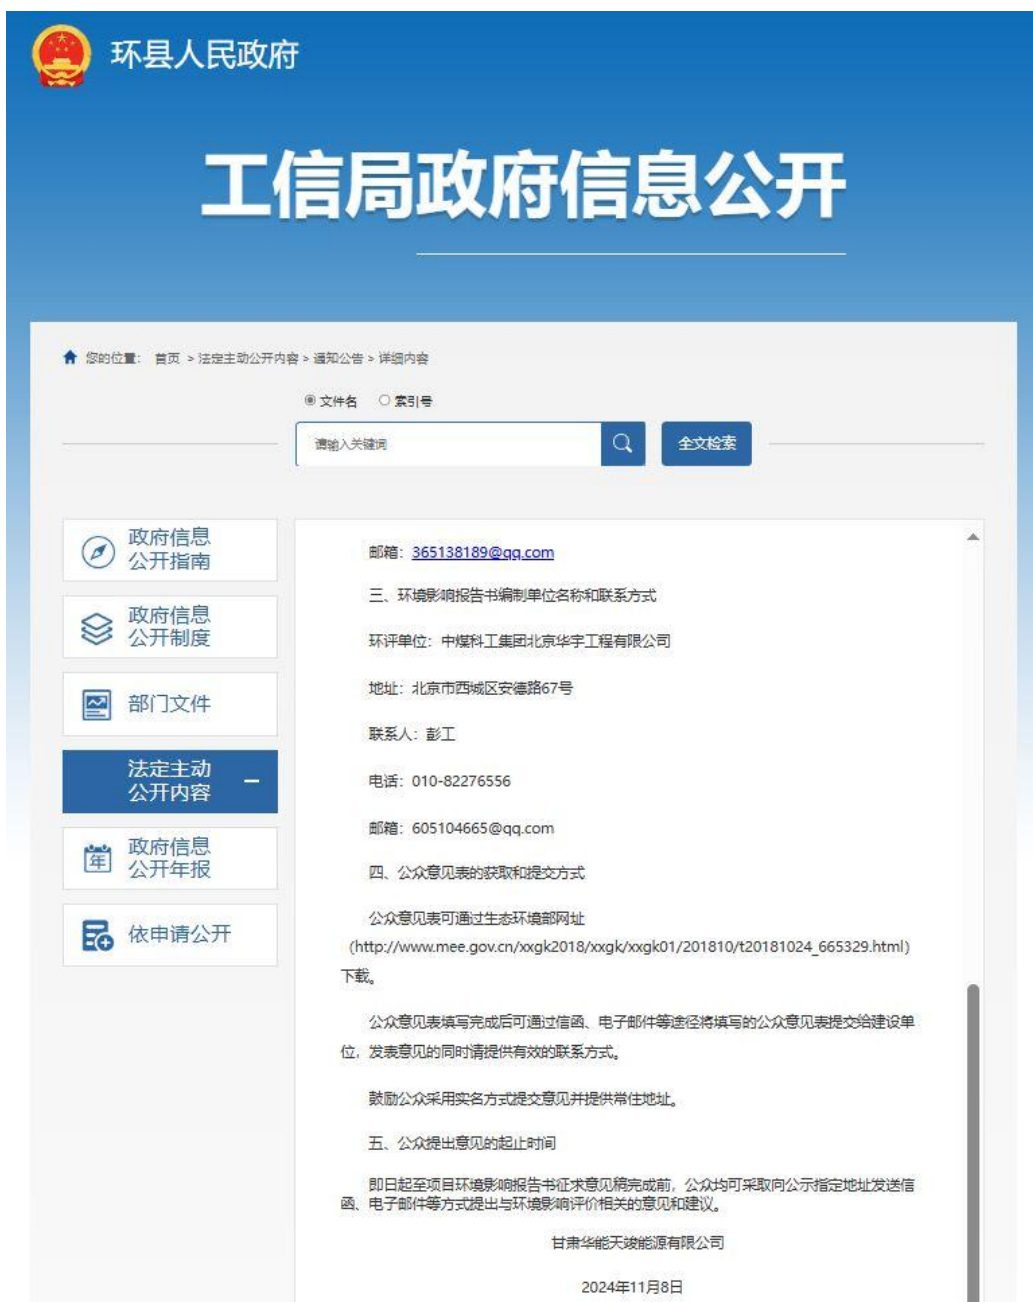 环县人民政府
工信局政府信息公开
您的位置: 首页 > 法定主动公开内容 > 通知公告 > 详细内容
文件名 索引号
请输入关键词
全文检索
政府信息
公开指南
政府信息
公开制度
部门文件
法定主动
公开内容
政府信息
公开年报
年
依申请公开
邮箱：365138189@qq.com
三、环境影响报告书编制单位名称和联系方式
环评单位：中煤科工集团北京华宇工程有限公司
地址：北京市西城区安德路67号
联系人：彭工
电话：010-82276556
邮箱：605104665@qq.com
四、公众意见表的获取和提交方式
公众意见表可通过生态环境部网址
（http://www.mee.gov.cn/xxgk2018/xxgk/xxgk01/201810/t20181024_665329.html）
下载。
公众意见表填写完成后可通过信函、电子邮件等途径将填写的公众意见表提交给建设单
位，发表意见的同时请提供有效的联系方式。
鼓励公众采用实名方式提交意见并提供常住地址。
五、公众提出意见的起止时间
即日起至项目环境影响报告书征求意见稿完成前，公众均可采取向公示指定地址发送信
函、电子邮件等方式提出与环境影响评价相关的意见和建议。
甘肃华能天竣能源有限公司
2024年11月8日